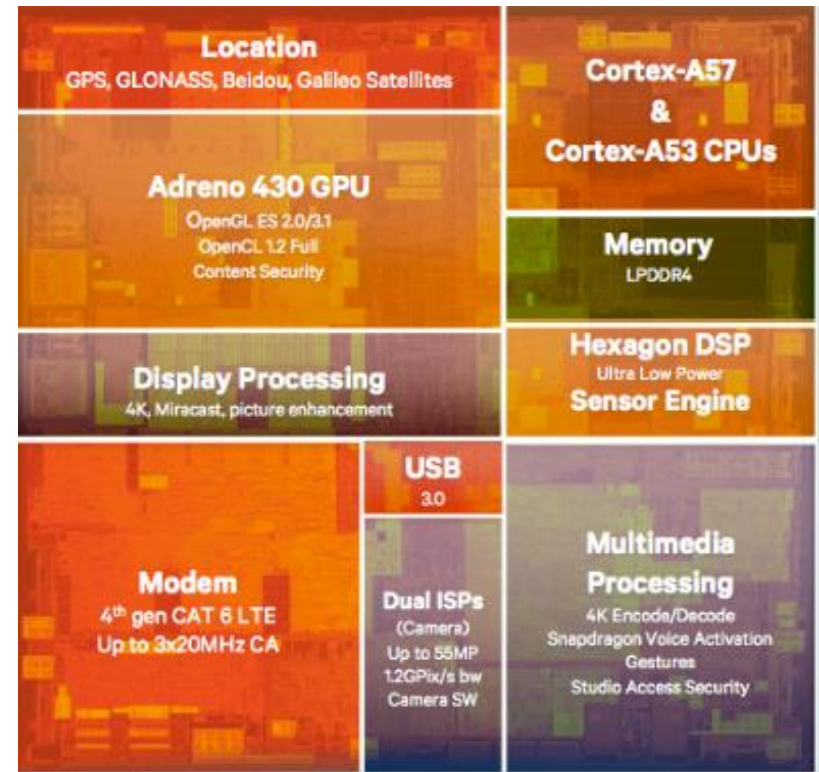 Location
GPS, GLONASS, Beidou, Galileo Satellites
Adreno 430 GPU
OpenGL ES 2.0/3.1
OpenCL 1.2 Full
Content Security
Display Processing
4K, Miracast, picture enhancement
Modem
4th gen CAT 6 LTE
Up to 3x20MHz CA
USB
3.0
Dual ISPs
(Camera)
Up to 55MP
1.2GPix/s bw
Camera SW
Cortex-A57
&
Cortex-A53 CPUs
Memory
LPDDR4
Hexagon DSP
Ultra Low Power
Sensor Engine
Multimedia
Processing
4K Encode/Decode
Snapdragon Voice Activation
Gestures
Studio Access Security